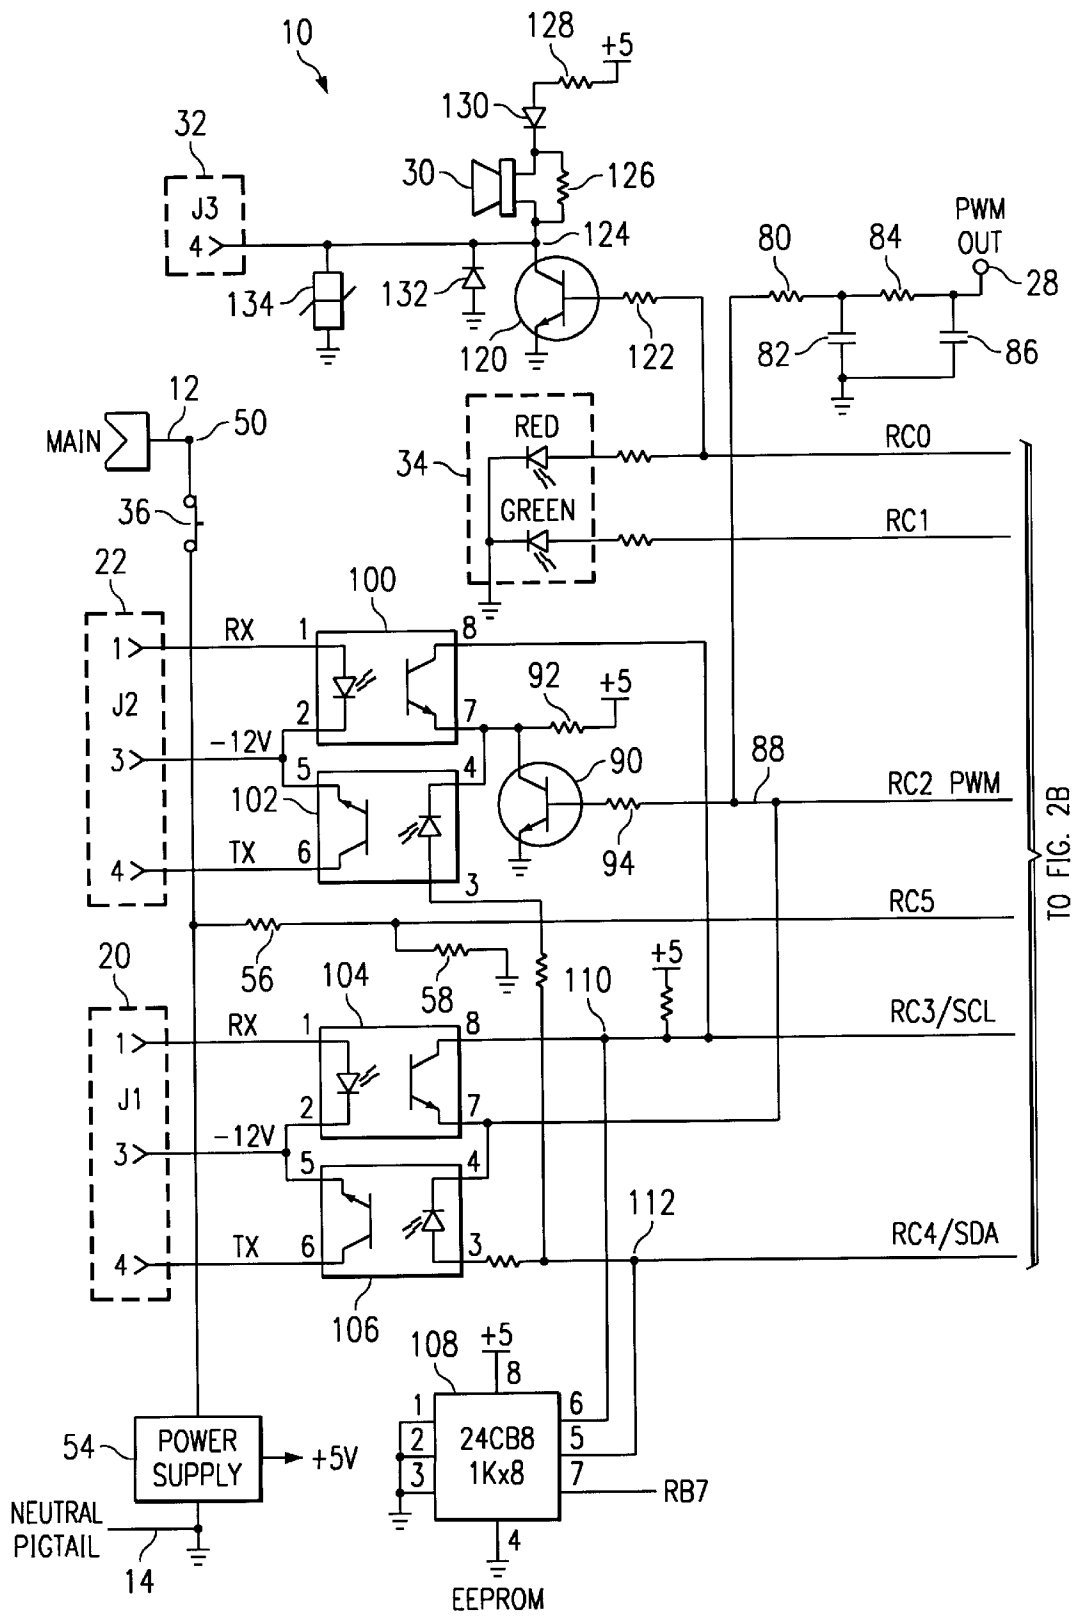 10
128
+5
130
32
30
126
J3
4
124
PWM
OUT
80
84
28
134
132
120
122
82
86
MAIN
12
50
34
RED
RC0
36
GREEN
RC1
22
100
1
RX
1
8
J2
92
+5
2
7
3
-12V
5
4
90
88
102
RC2 PWM
4
TX
6
94
3
RC5
56
58
20
104
110
+5
1
RX
1
8
RC3/SCL
J1
2
7
3
-12V
5
4
112
4
TX
6
3
RC4/SDA
106
TO FIG. 2B
108
+5
8
1
6
54
POWER
SUPPLY
+5V
2
24CB8
5
3
1Kx8
7
RB7
NEUTRAL
PIGTAIL
14
4
EEPROM